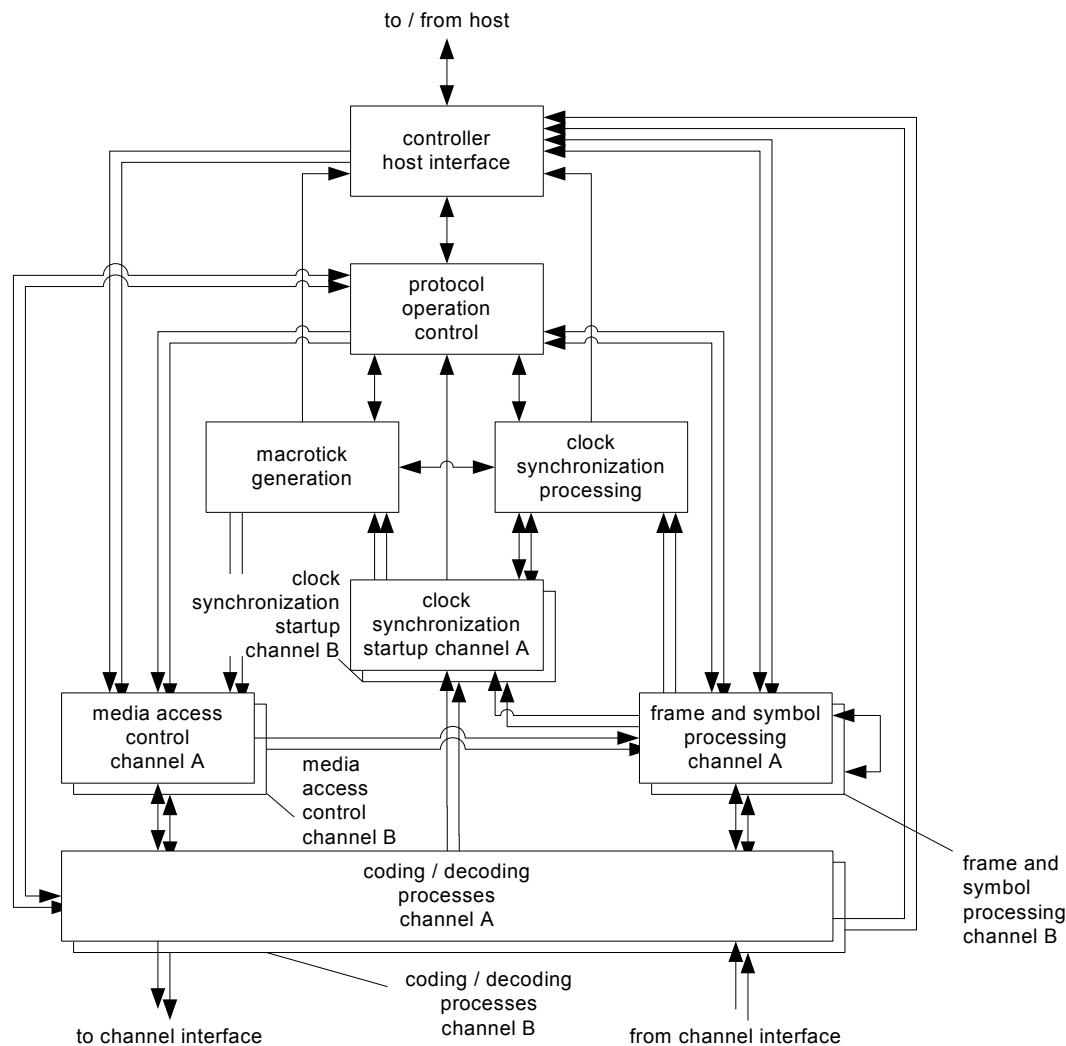 to / from host
controller
host interface
protocol
operation
control
macrotick
generation
clock
synchronization
processing
clock
synchronization
startup
channel B
clock
synchronization
startup channel A
media access
control
channel A
frame and symbol
processing
channel A
media
access
control
channel B
coding / decoding
processes
channel A
frame and
symbol
processing
channel B
coding / decoding
processes
channel B
to channel interface
from channel interface